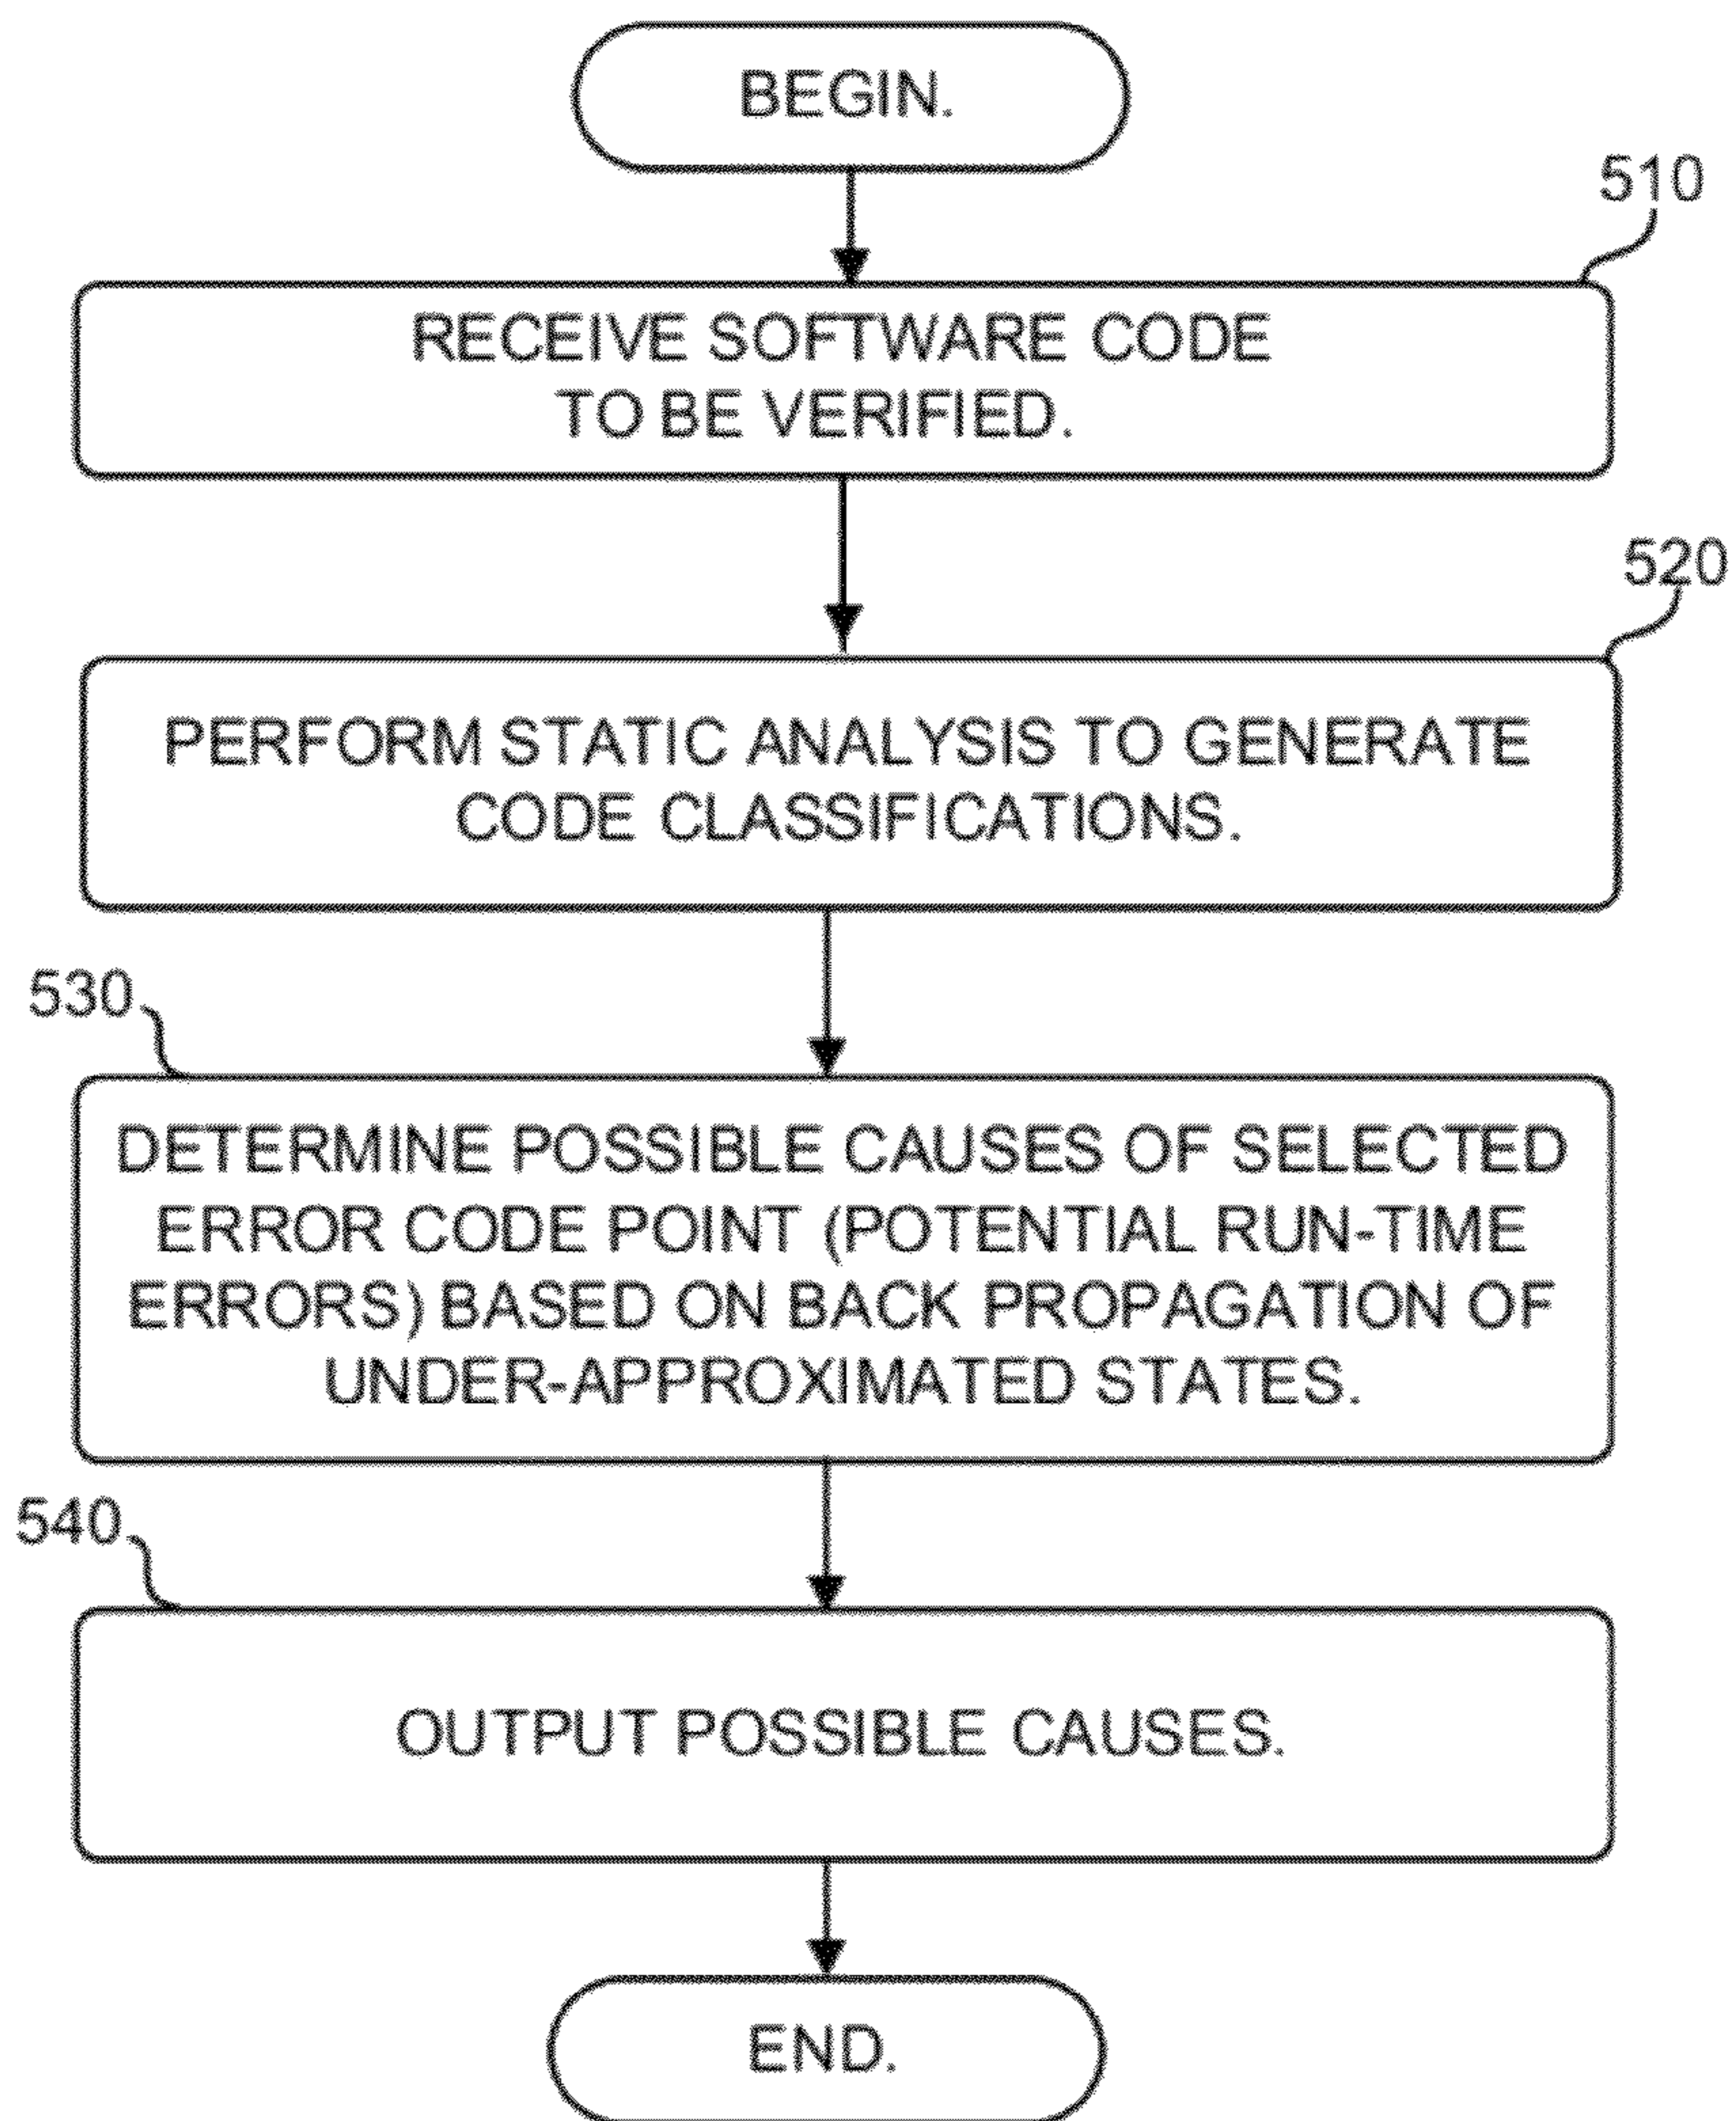 BEGIN.
510
RECEIVE SOFTWARE CODE
TO BE VERIFIED.
520
PERFORM STATIC ANALYSIS TO GENERATE
CODE CLASSIFICATIONS.
530
DETERMINE POSSIBLE CAUSES OF SELECTED
ERROR CODE POINT (POTENTIAL RUN-TIME
ERRORS) BASED ON BACK PROPAGATION OF
UNDER-APPROXIMATED STATES.
540
OUTPUT POSSIBLE CAUSES.
END.